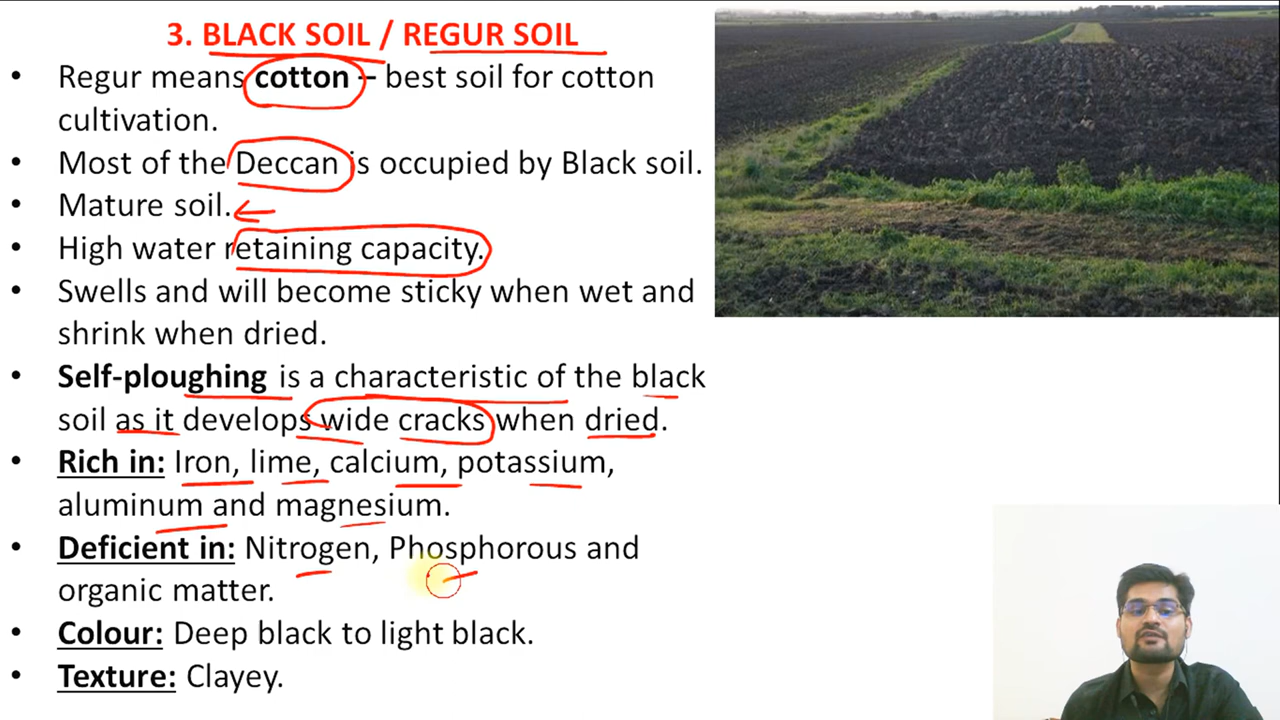 3. BLACK SOIL / REGUR SOIL
• Regur means cotton – best soil for cotton
cultivation.
• Most of the Deccan is occupied by Black soil.
• Mature soil.
• High water retaining capacity.
• Swells and will become sticky when wet and
shrink when dried.
• Self-ploughing is a characteristic of the black
soil as it develops wide cracks when dried.
• Rich in: Iron, lime, calcium, potassium,
aluminum and magnesium.
• Deficient in: Nitrogen, Phosphorous and
organic matter.
• Colour: Deep black to light black.
• Texture: Clayey.